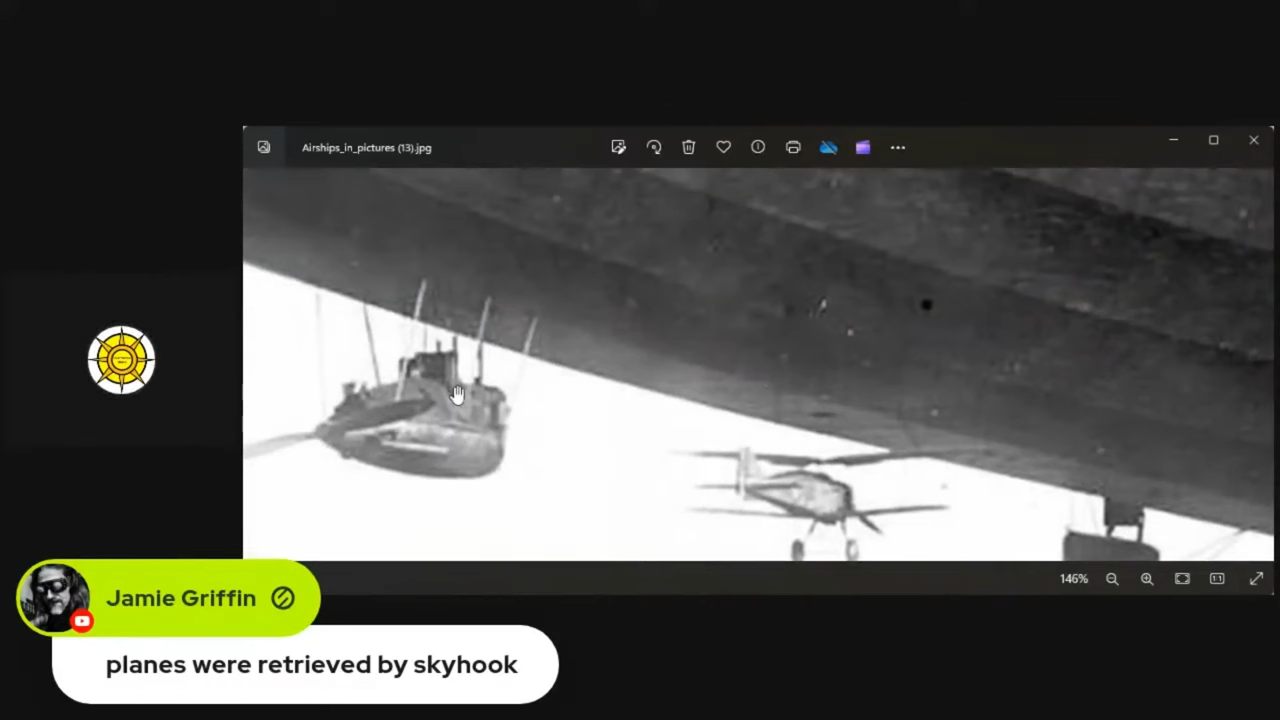 Airships_in_pictures (13).jpg
146%
Jamie Griffin
planes were retrieved by skyhook